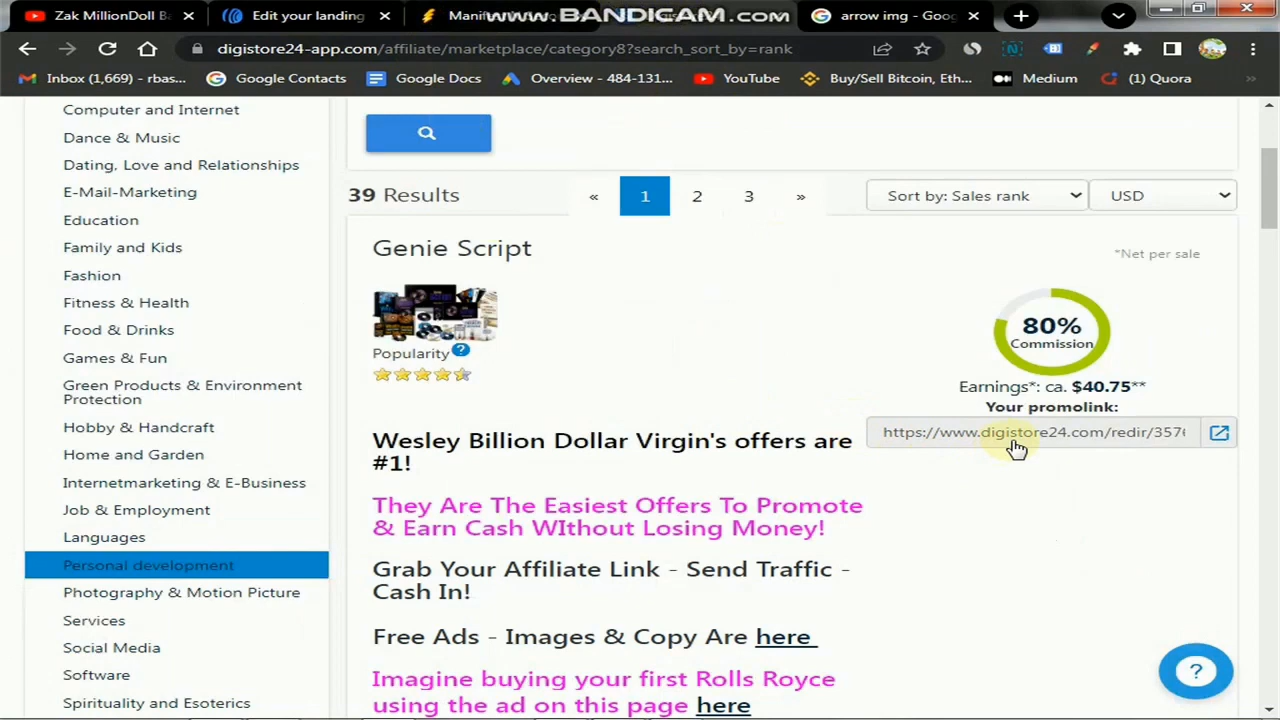 Zak MillionDoll Ba
Edit your landing
Manif
www.BANDICAM.com
arrow img - Goog
digistore24-app.com/affiliate/marketplace/category8?search_sort_by=rank
Inbox (1,669) - rbas...
Google Contacts
Google Docs
Overview - 484-131...
YouTube
Buy/Sell Bitcoin, Eth...
Medium
(1) Quora
»
Computer and Internet
Dance & Music
Dating, Love and Relationships
E-Mail-Marketing
Education
Family and Kids
Fashion
Fitness & Health
Food & Drinks
Games & Fun
Green Products & Environment
Protection
Hobby & Handcraft
Home and Garden
Internetmarketing & E-Business
Job & Employment
Languages
Personal development
Photography & Motion Picture
Services
Social Media
Software
Spirituality and Esoterics
39 Results
« 1 2 3 »
Sort by: Sales rank
USD
Genie Script
*Net per sale
Popularity ?
80%
Commission
Earnings*: ca. $40.75**
Your promolink:
https://www.digistore24.com/redir/3576
Wesley Billion Dollar Virgin's offers are
#1!
They Are The Easiest Offers To Promote
& Earn Cash WIthout Losing Money!
Grab Your Affiliate Link - Send Traffic -
Cash In!
Free Ads - Images & Copy Are here
Imagine buying your first Rolls Royce
using the ad on this page here
?